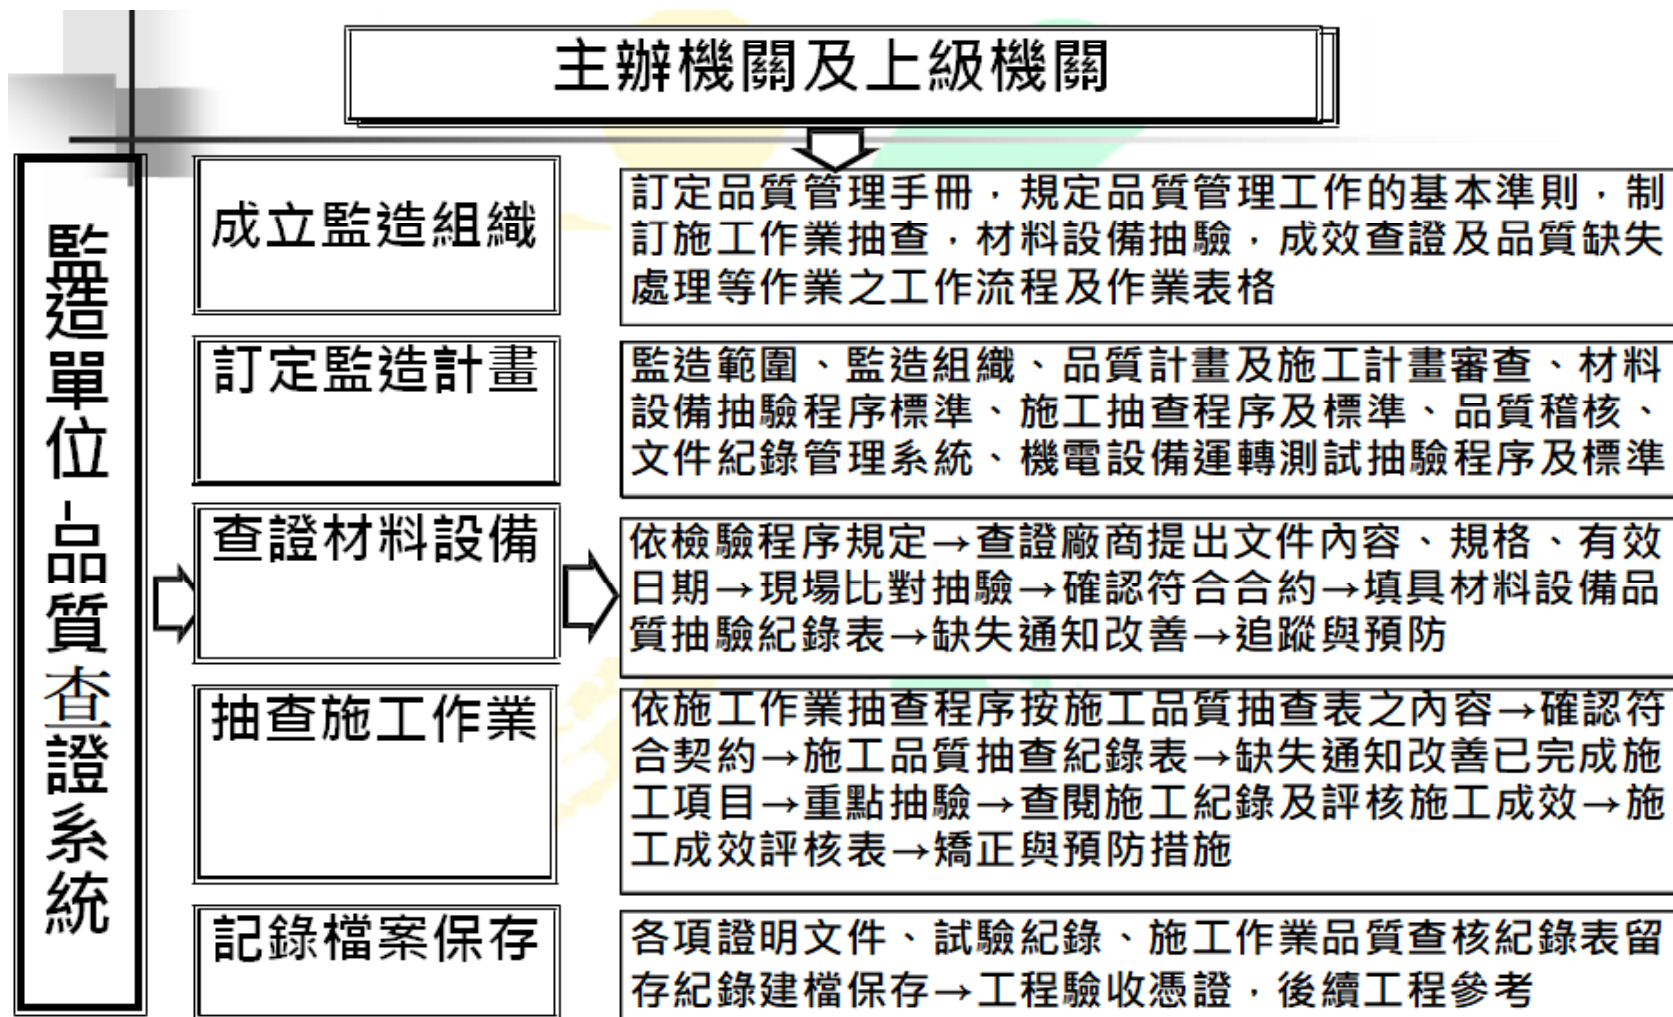 主辦機關及上級機關
監造單位-品質查證系統
成立監造組織
訂定品質管理手冊，規定品質管理工作的基本準則，制
訂施工作業抽查，材料設備抽驗，成效查證及品質缺失
處理等作業之工作流程及作業表格
訂定監造計畫
監造範圍、監造組織、品質計畫及施工計畫審查、材料
設備抽驗程序標準、施工抽查程序及標準、品質稽核、
文件紀錄管理系統、機電設備運轉測試抽驗程序及標準
查證材料設備
依檢驗程序規定→查證廠商提出文件內容、規格、有效
日期→現場比對抽驗→確認符合合約→填具材料設備品
質抽驗紀錄表→缺失通知改善→追蹤與預防
抽查施工作業
依施工作業抽查程序按施工品質抽查表之內容→確認符
合契約→施工品質抽查紀錄表→缺失通知改善已完成施
工項目→重點抽驗→查閱施工紀錄及評核施工成效→施
工成效評核表→矯正與預防措施
記錄檔案保存
各項證明文件、試驗紀錄、施工作業品質查核紀錄表留
存紀錄建檔保存→工程驗收憑證，後續工程參考